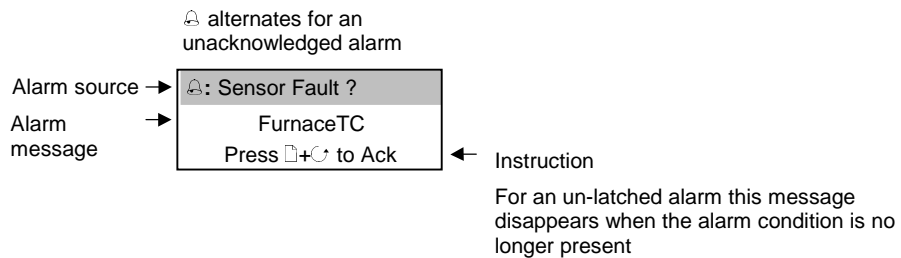 🔔 alternates for an
unacknowledged alarm
Alarm source
🔔: Sensor Fault ?
Alarm
message
FurnaceTC
Press 🗋+↻ to Ack
Instruction
For an un-latched alarm this message
disappears when the alarm condition is no
longer present